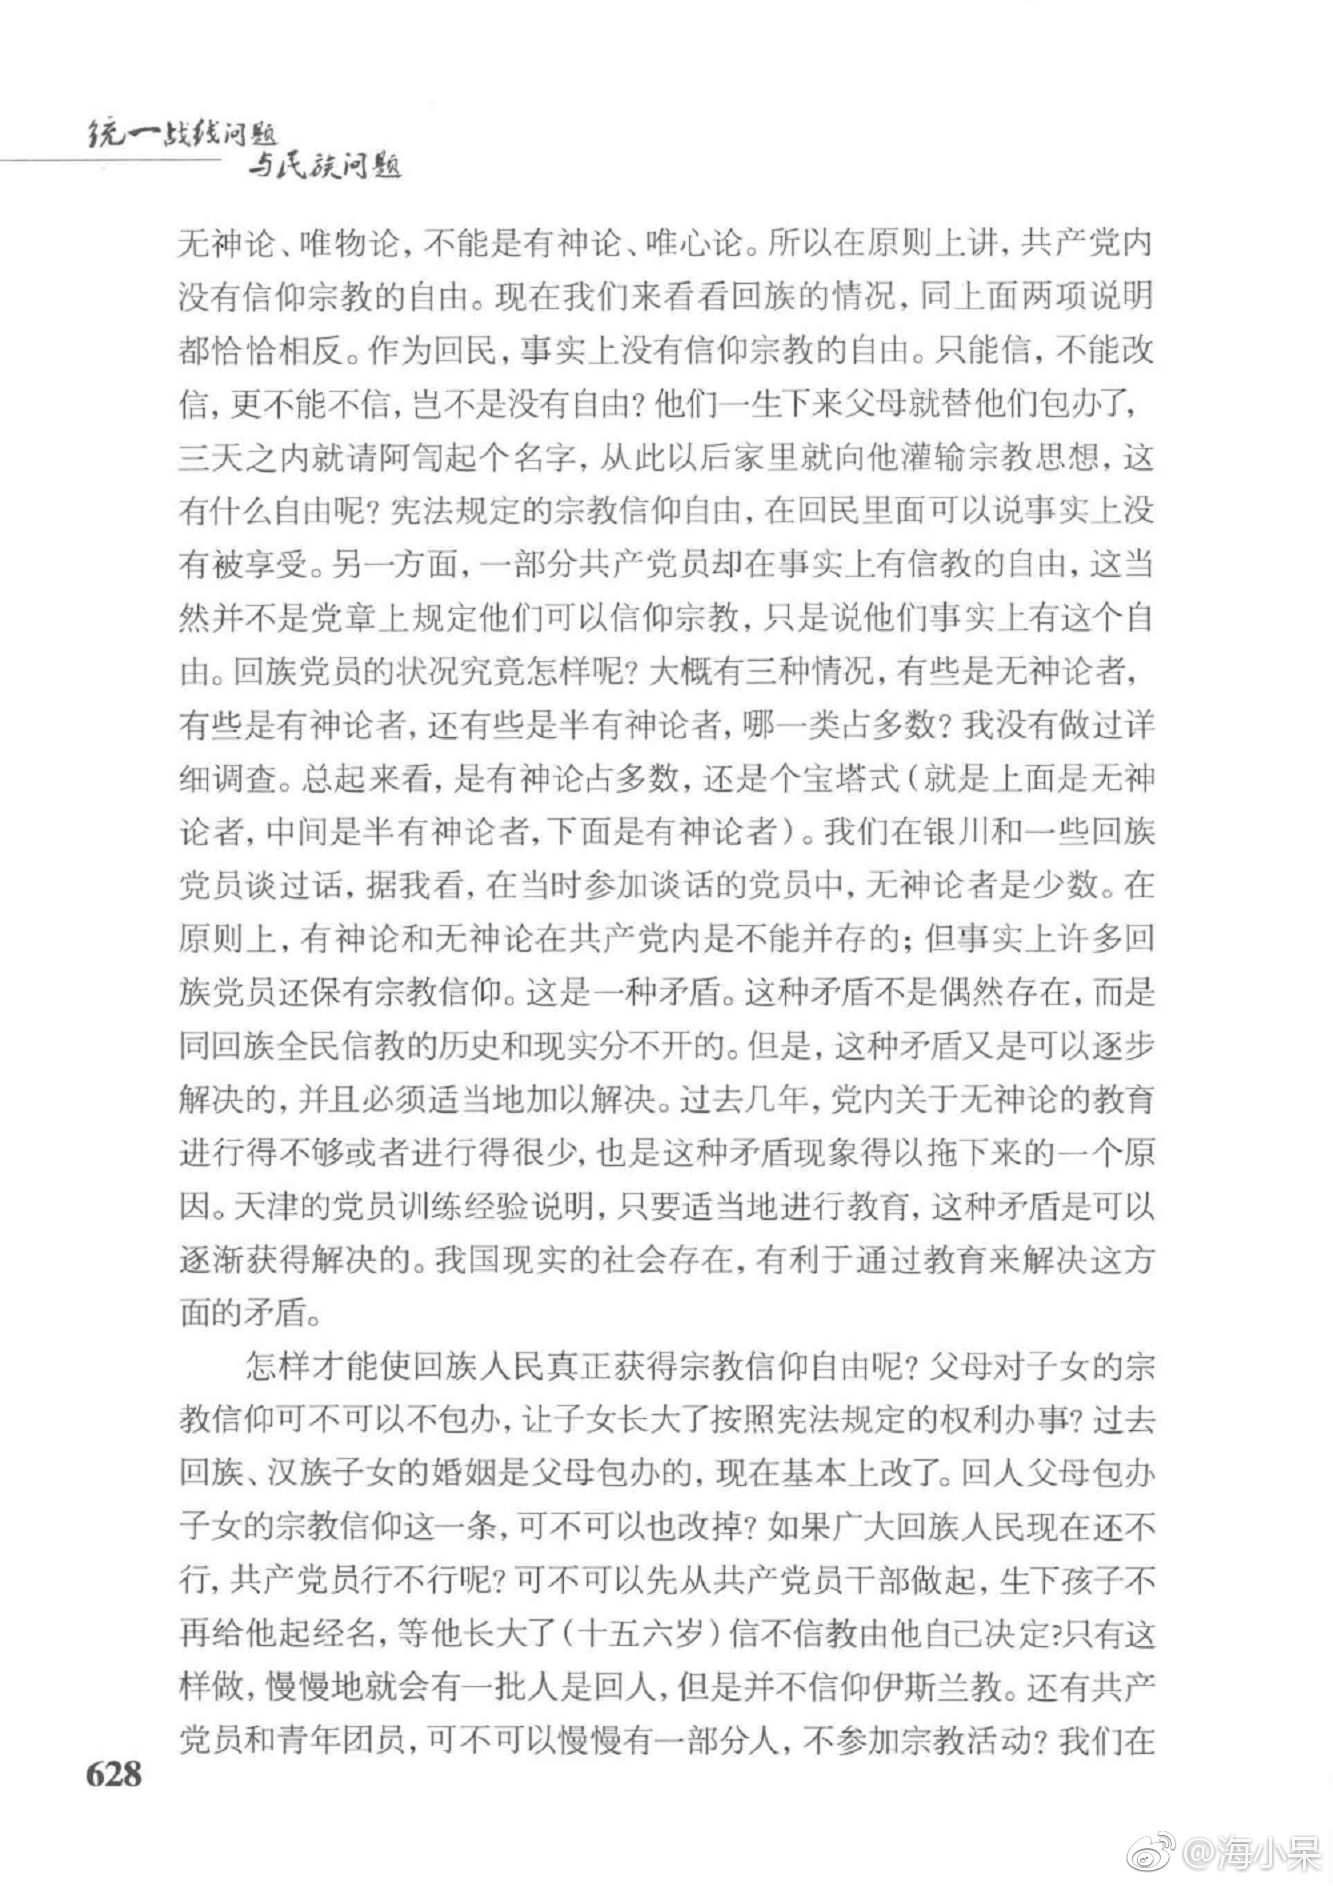 统一战线问题
与民族问题
无神论、唯物论，不能是有神论、唯心论。所以在原则上讲，共产党内
没有信仰宗教的自由。现在我们来看看回族的情况，同上面两项说明
都恰恰相反。作为回民，事实上没有信仰宗教的自由。只能信，不能改
信，更不能不信，岂不是没有自由？他们一生下来父母就替他们包办了，
三天之内就请阿訇起个名字，从此以后家里就向他灌输宗教思想，这
有什么自由呢？宪法规定的宗教信仰自由，在回民里面可以说事实上没
有被享受。另一方面，一部分共产党员却在事实上有信教的自由，这当
然并不是党章上规定他们可以信仰宗教，只是说他们事实上有这个自
由。回族党员的状况究竟怎样呢？大概有三种情况，有些是无神论者，
有些是有神论者，还有些是半有神论者，哪一类占多数？我没有做过详
细调查。总起来看，是有神论占多数，还是个宝塔式（就是上面是无神
论者，中间是半有神论者，下面是有神论者）。我们在银川和一些回族
党员谈过话，据我看，在当时参加谈话的党员中，无神论者是少数。在
原则上，有神论和无神论在共产党内是不能并存的；但事实上许多回
族党员还保有宗教信仰。这是一种矛盾。这种矛盾不是偶然存在，而是
同回族全民信教的历史和现实分不开的。但是，这种矛盾又是可以逐步
解决的，并且必须适当地加以解决。过去几年，党内关于无神论的教育
进行得不够或者进行得很少，也是这种矛盾现象得以拖下来的一个原
因。天津的党员训练经验说明，只要适当地进行教育，这种矛盾是可以
逐渐获得解决的。我国现实的社会存在，有利于通过教育来解决这方
面的矛盾。
怎样才能使回族人民真正获得宗教信仰自由呢？父母对子女的宗
教信仰可不可以不包办，让子女长大了按照宪法规定的权利办事？过去
回族、汉族子女的婚姻是父母包办的，现在基本上改了。回人父母包办
子女的宗教信仰这一条，可不可以也改掉？如果广大回族人民现在还不
行，共产党员行不行呢？可不可以先从共产党员干部做起，生下孩子不
再给他起经名，等他长大了（十五六岁）信不信教由他自己决定？只有这
样做，慢慢地就会有一批人是回人，但是并不信仰伊斯兰教。还有共产
党员和青年团员，可不可以慢慢有一部分人，不参加宗教活动？我们在
628
@海小呆